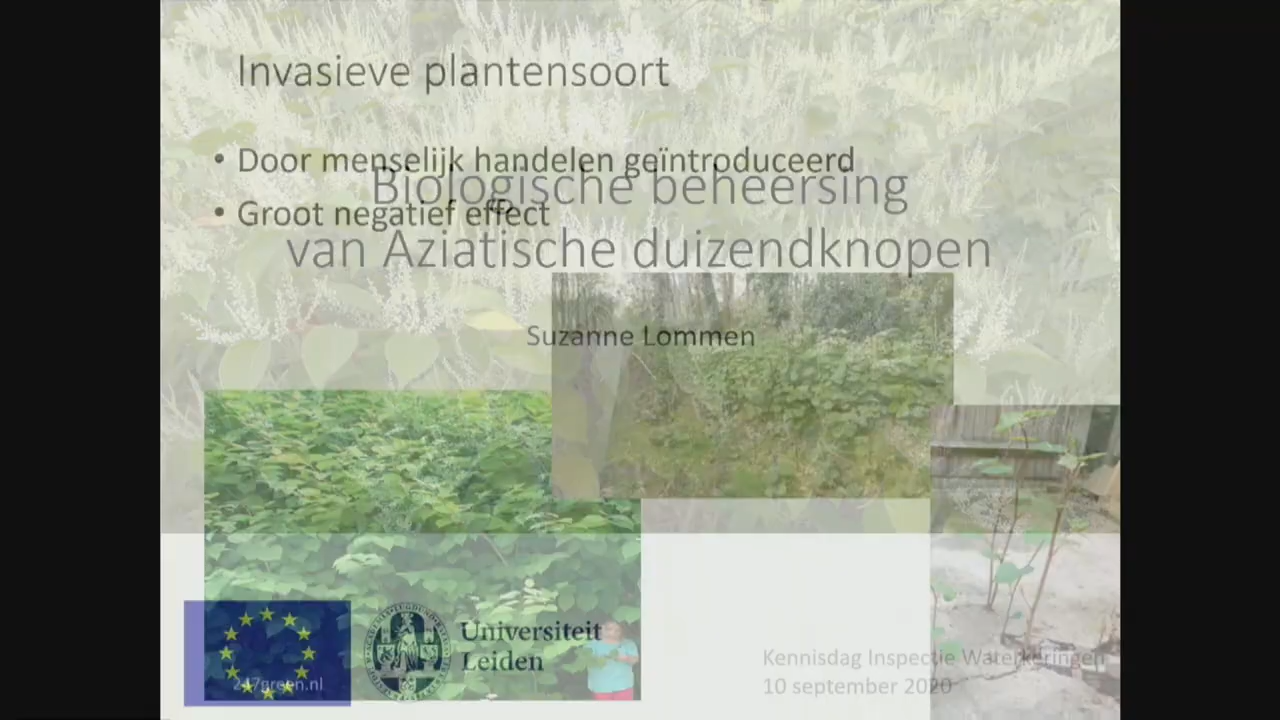 Invasieve plantensoort
• Door menselijk handelen geïntroduceerd
• Groot negatief effect
Biologische beheersing
van Aziatische duizendknopen
Suzanne Lommen
Universiteit
Leiden
247green.nl
Kennisdag Inspectie Waterkeringen
10 september 2020